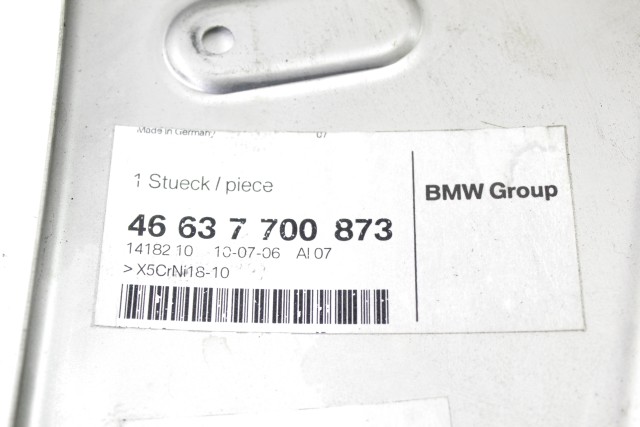 Made in Germany 07
1 Stueck / piece
BMW Group
46 63 7 700 873
14182 10 10-07-06 AI 07
>X5CrNi18-10